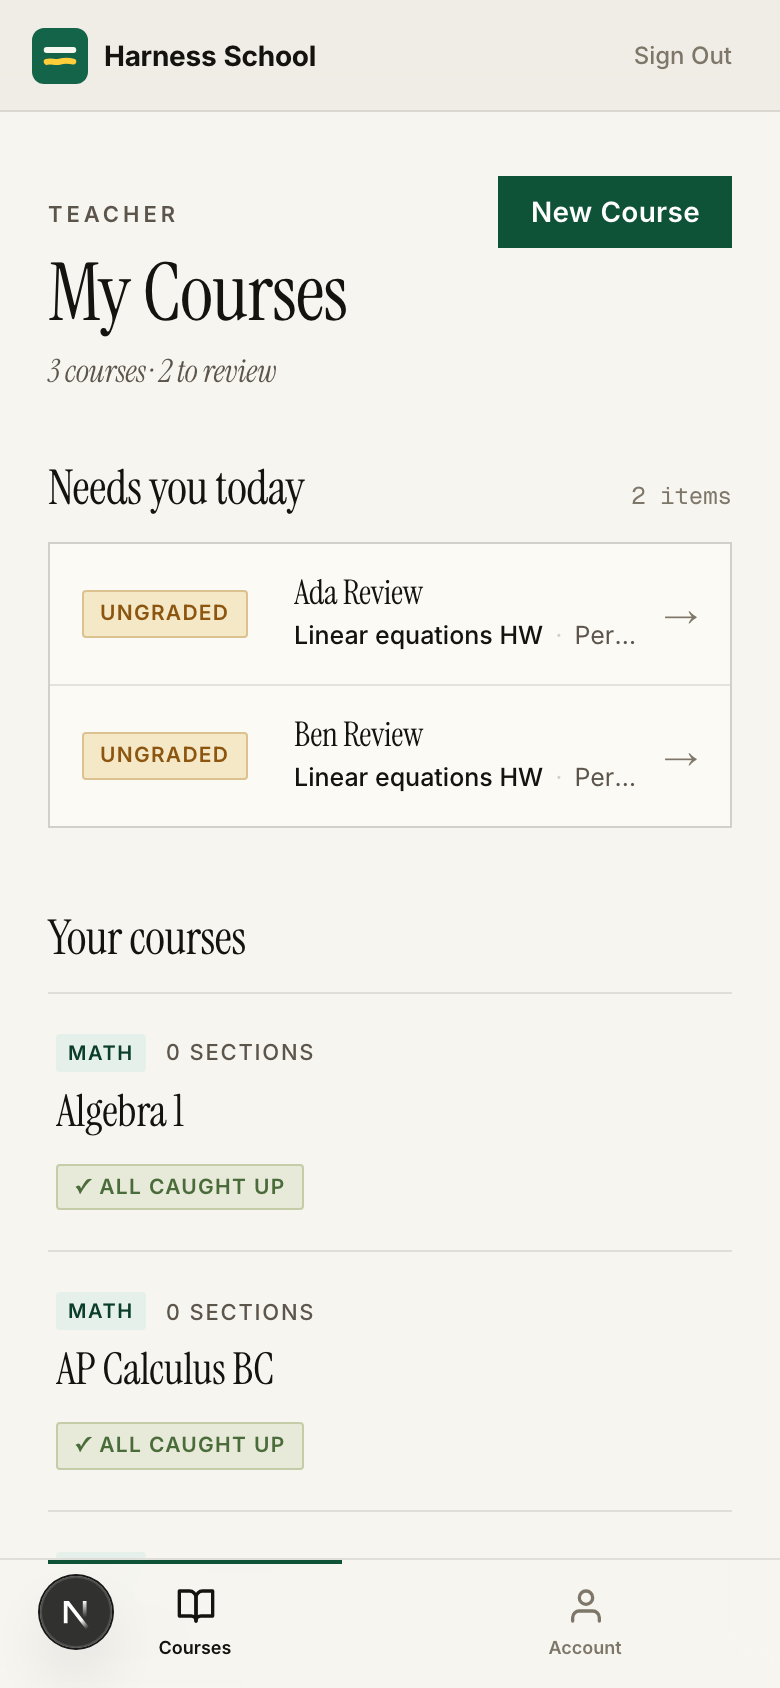 Harness School
Sign Out
TEACHER
New Course
My Courses
3 courses · 2 to review
Needs you today
2 items
UNGRADED
Ada Review
Linear equations HW · Per...
→
UNGRADED
Ben Review
Linear equations HW · Per...
→
Your courses
MATH 0 SECTIONS
Algebra 1
✓ ALL CAUGHT UP
MATH 0 SECTIONS
AP Calculus BC
✓ ALL CAUGHT UP
N
Courses
Account